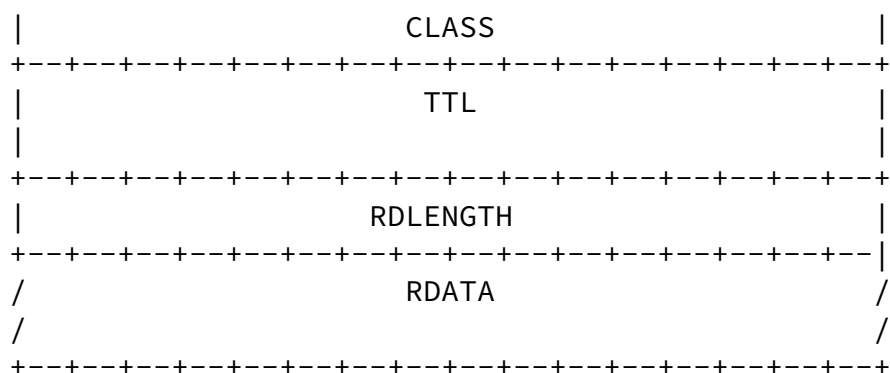 |                     CLASS                     |
+--+--+--+--+--+--+--+--+--+--+--+--+--+--+--+--+
|                      TTL                      |
|                                               |
+--+--+--+--+--+--+--+--+--+--+--+--+--+--+--+--+
|                   RDLENGTH                    |
+--+--+--+--+--+--+--+--+--+--+--+--+--+--+--+--|
/                     RDATA                     /
/                                               /
+--+--+--+--+--+--+--+--+--+--+--+--+--+--+--+--+